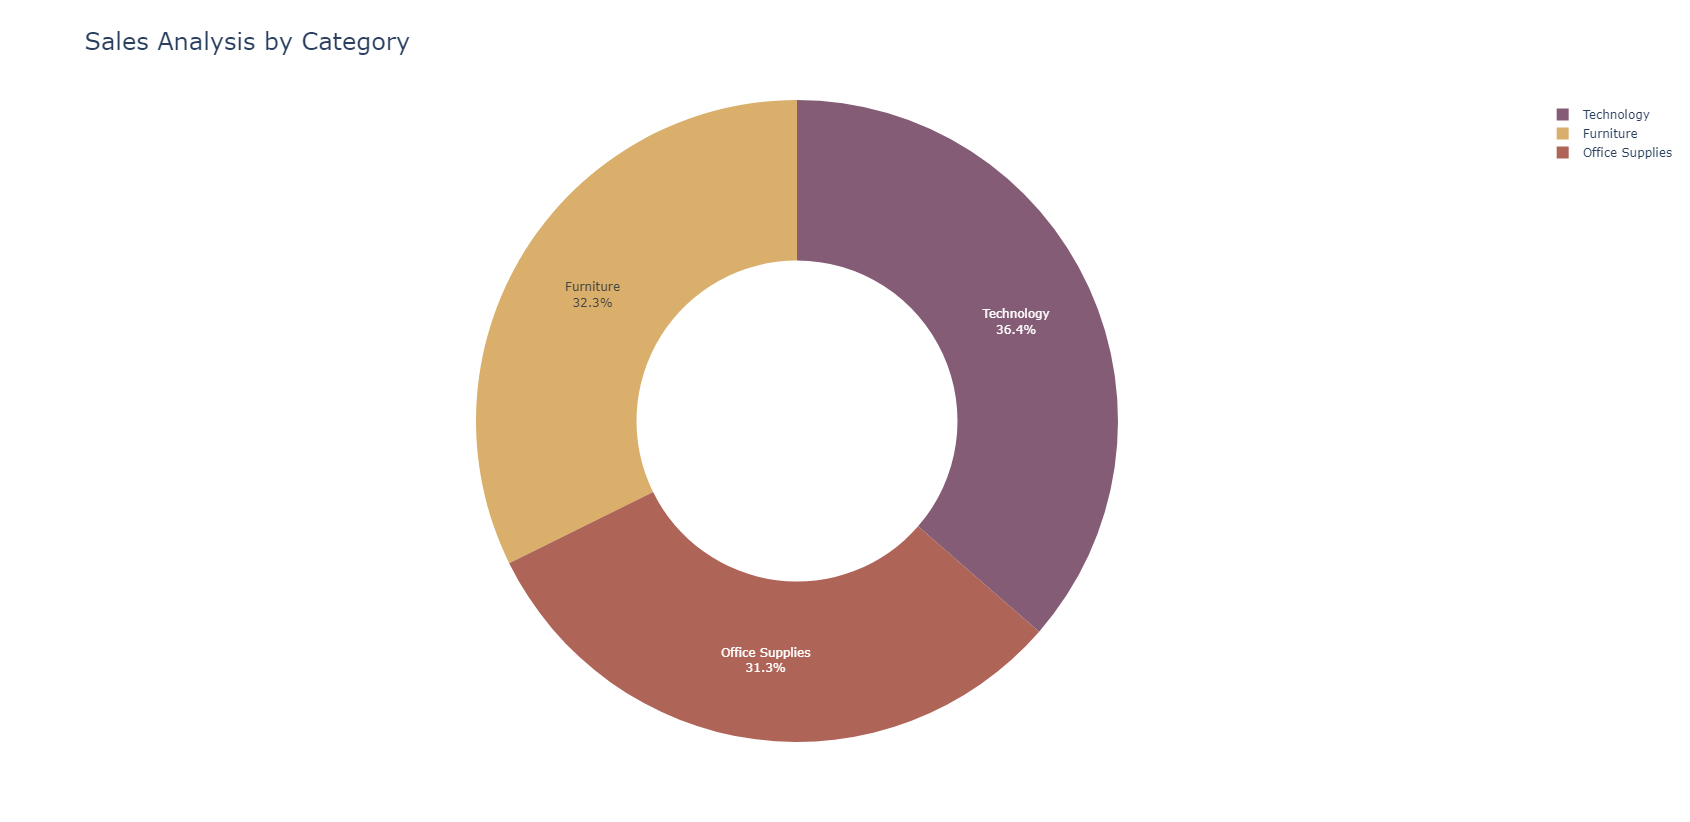 Sales Analysis by Category
Technology
Furniture
Office Supplies
Furniture
32.3%
Technology
36.4%
Office Supplies
31.3%